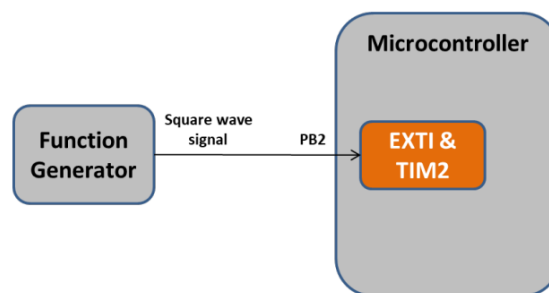 Microcontroller
Square wave
signal
PB2
Function
Generator
EXTI &
TIM2